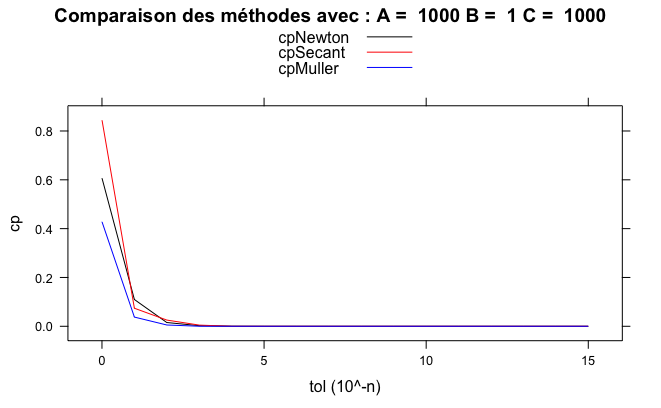 Comparaison des méthodes avec : A = 1000 B = 1 C = 1000
cpNewton
cpSecant
cpMuller
cp
0.8
0.6
0.4
0.2
0.0
0 5 10 15
tol (10^-n)